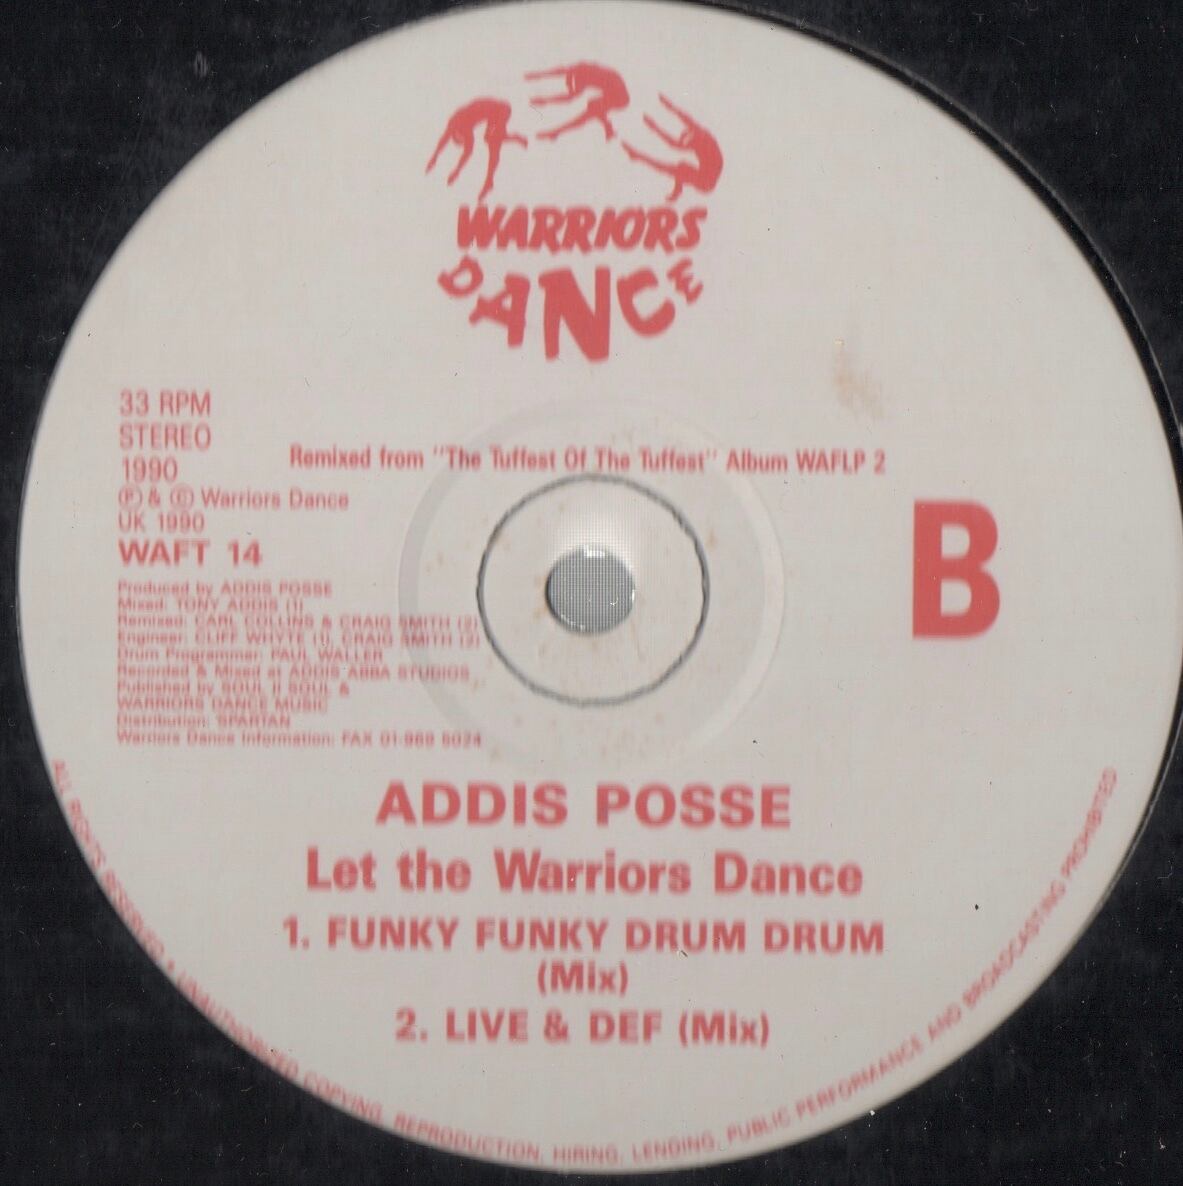 WARRIORS
DANCE
33 RPM
STEREO
1990
Ⓟ & © Warriors Dance
UK 1990
WAFT 14
Remixed from "The Tuffest Of The Tuffest" Album WAFLP 2
B
Produced by ADDIS POSSE
Mixed: TONY ADDIS (1)
Remixed: CARL COLLINS & CRAIG SMITH (2)
Engineer: CLIFF WHYTE (1), CRAIG SMITH (2)
Drum Programmer: PAUL WALLER
Recorded & Mixed at ADDIS ABBA STUDIOS
Published by SOUL II SOUL &
WARRIORS DANCE MUSIC
Distribution: SPARTAN
Warriors Dance Information: FAX 01-969 5024
ADDIS POSSE
Let the Warriors Dance
1. FUNKY FUNKY DRUM DRUM
(Mix)
2. LIVE & DEF (Mix)
ALL RIGHTS RESERVED • UNAUTHORIZED COPYING, REPRODUCTION, HIRING, LENDING, PUBLIC PERFORMANCE AND BROADCASTING PROHIBITED